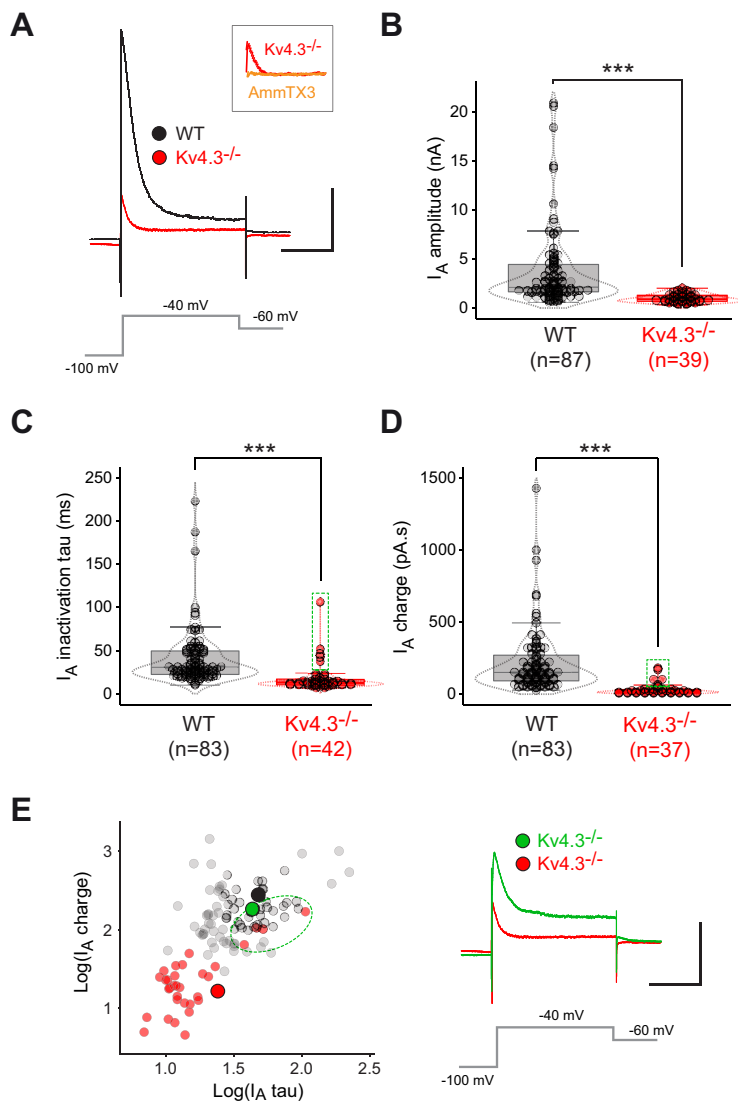 A
Kv4.3-/-
AmmTX3
WT
Kv4.3-/-
-40 mV
-60 mV
-100 mV
B
***
IA amplitude (nA)
20
15
10
5
0
WT
(n=87)
Kv4.3-/-
(n=39)
C
***
IA inactivation tau (ms)
250
200
150
100
50
0
WT
(n=83)
Kv4.3-/-
(n=42)
D
***
IA charge (pA.s)
1500
1000
500
0
WT
(n=83)
Kv4.3-/-
(n=37)
E
Log(IA charge)
3
2
1
1.0 1.5 2.0 2.5
Log(IA tau)
Kv4.3-/-
Kv4.3-/-
-40 mV
-60 mV
-100 mV